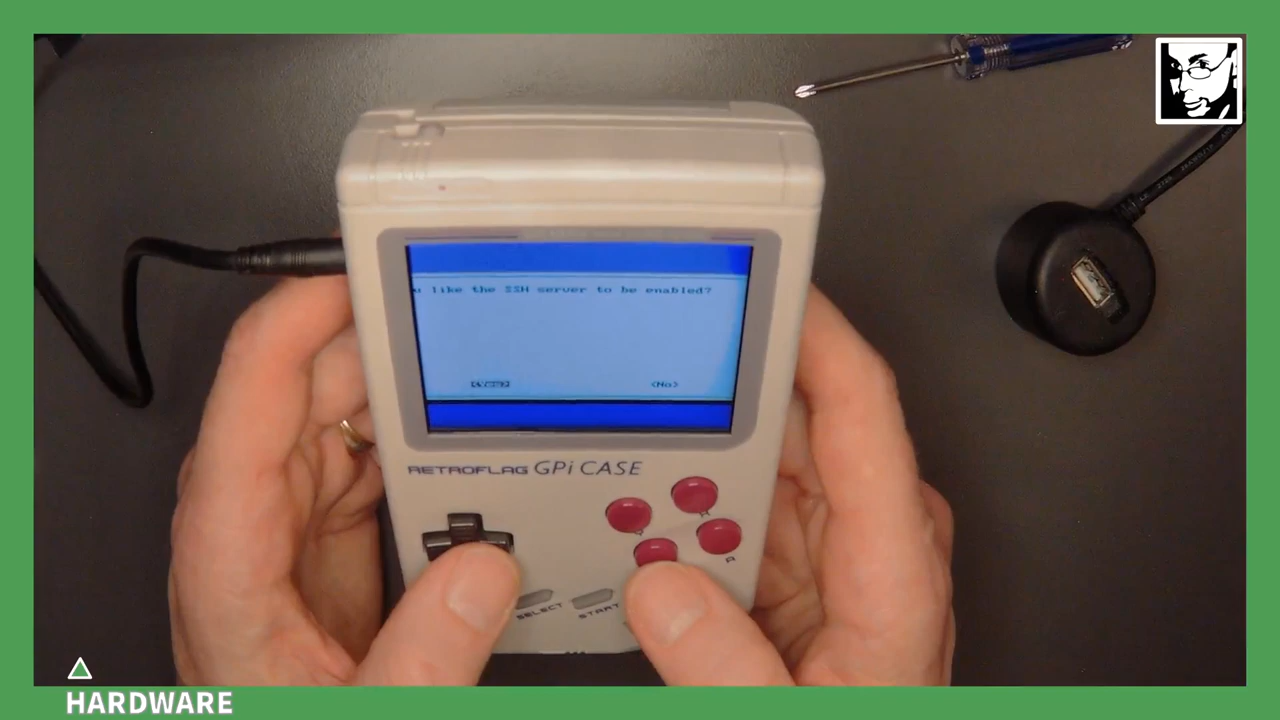 u like the SSH server to be enabled?
<No>
RETROFLAG GPi CASE
A
SELECT
START
HARDWARE